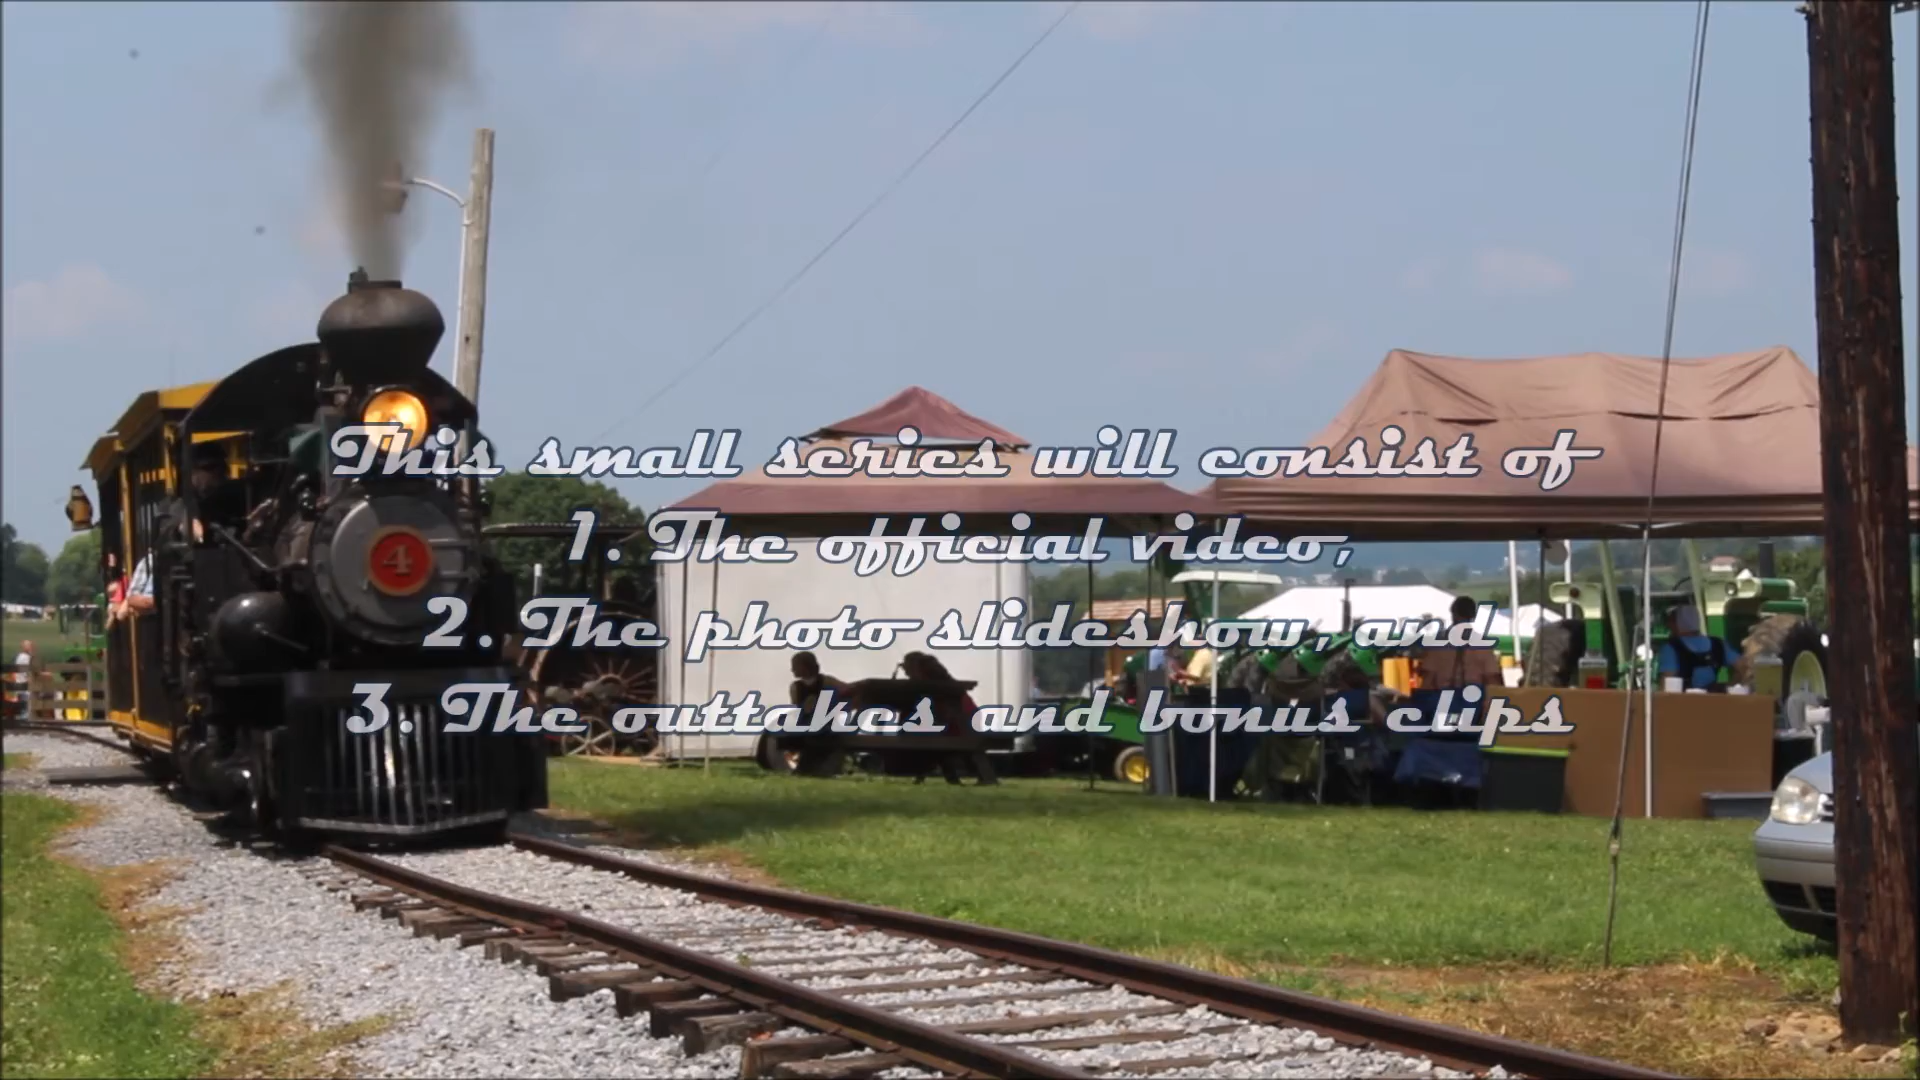 This small series will consist of
1. The official video,
2. The photo slideshow, and
3. The outtakes and bonus clips
4